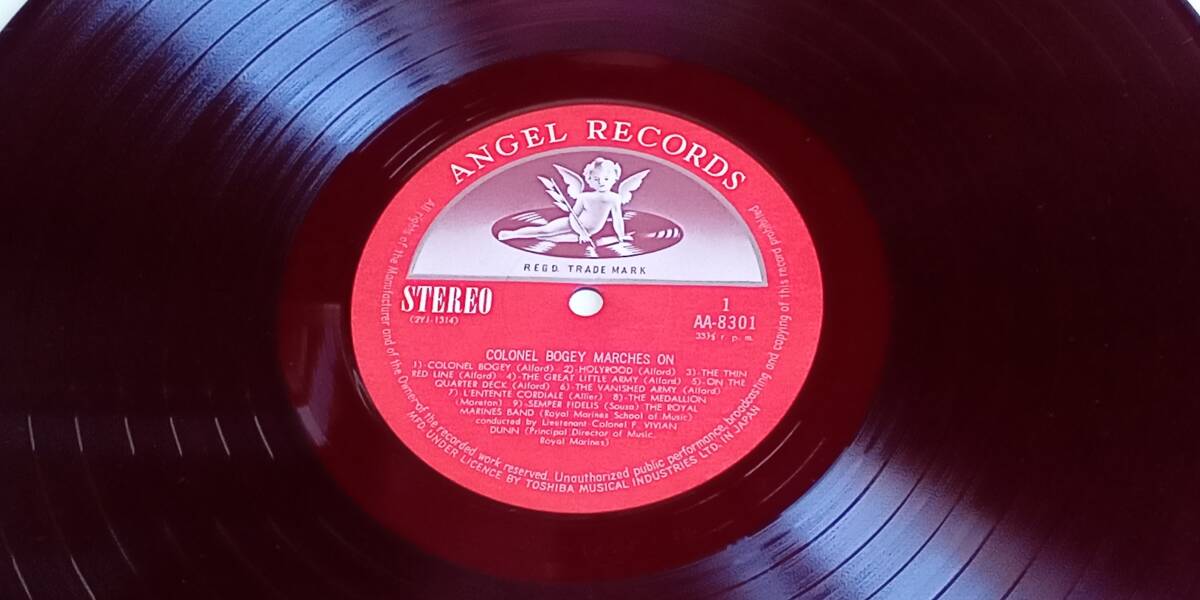 ANGEL RECORDS
REGD. TRADE MARK
STEREO
(2YJ-1314)
1
AA-8301
33⅓ r. p. m.
COLONEL BOGEY MARCHES ON
1)-COLONEL BOGEY (Alford) 2)-HOLYROOD (Alford) 3)-THE THIN
RED LINE (Alford) 4)-THE GREAT LITTLE ARMY (Alford) 5)-ON THE
QUARTER DECK (Alford) 6)-THE VANISHED ARMY (Alford)
7)-L'ENTENTE CORDIALE (Allier) 8)-THE MEDALLION
(Moreton) 9)-SEMPER FIDELIS (Sousa)-THE ROYAL
MARINES BAND (Royal Marines School of Music)
conducted by Lieutenant-Colonel F. VIVIAN
DUNN (Principal Director of Music,
Royal Marines)
All rights of the Manufacturer and of the Owner of the recorded work reserved. Unauthorized public performance, broadcasting and copying of this record prohibited
MFD UNDER LICENCE BY TOSHIBA MUSICAL INDUSTRIES LTD. IN JAPAN